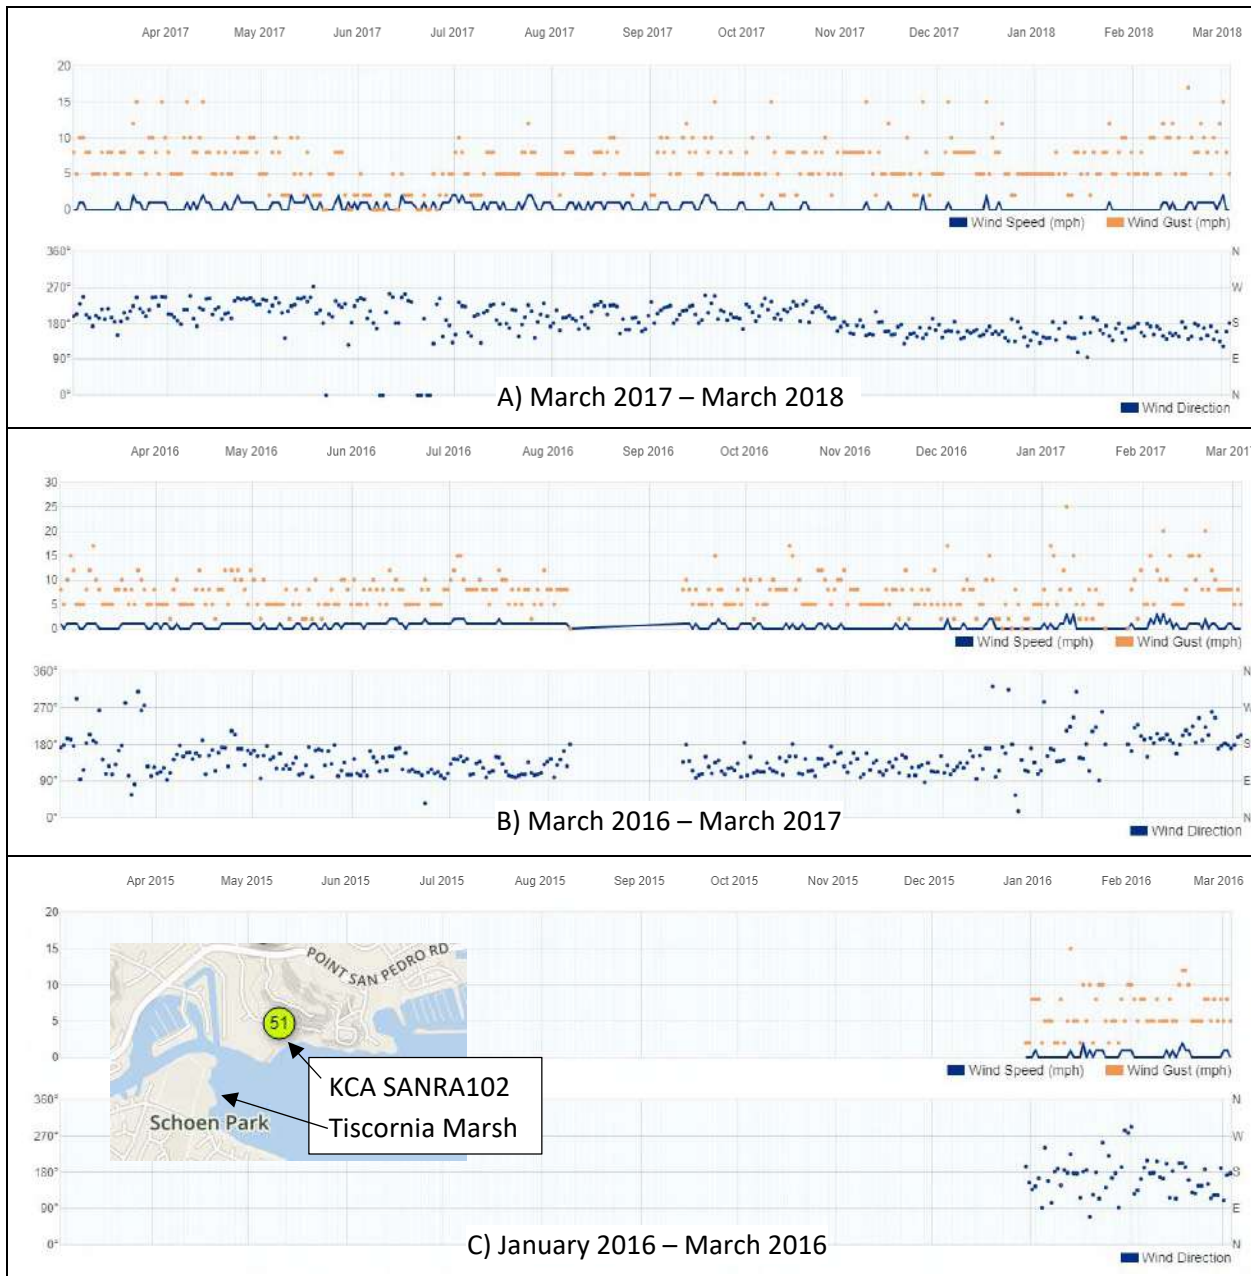 Apr 2017 May 2017 Jun 2017 Jul 2017 Aug 2017 Sep 2017 Oct 2017 Nov 2017 Dec 2017 Jan 2018 Feb 2018 Mar 2018
20
15
10
5
0
Wind Speed (mph) Wind Gust (mph)
360° N
270° W
180° S
90° E
0° N
A) March 2017 – March 2018
Wind Direction
Apr 2016 May 2016 Jun 2016 Jul 2016 Aug 2016 Sep 2016 Oct 2016 Nov 2016 Dec 2016 Jan 2017 Feb 2017 Mar 2017
30
25
20
15
10
5
0
Wind Speed (mph) Wind Gust (mph)
360° N
270° W
180° S
90° E
0° N
B) March 2016 – March 2017
Wind Direction
Apr 2015 May 2015 Jun 2015 Jul 2015 Aug 2015 Sep 2015 Oct 2015 Nov 2015 Dec 2015 Jan 2016 Feb 2016 Mar 2016
20
15
10
5
0
POINT SAN PEDRO RD
51
KCA SANRA102
Tiscornia Marsh
Schoen Park
Wind Speed (mph) Wind Gust (mph)
360° N
270° W
180° S
90° E
0° N
C) January 2016 – March 2016
Wind Direction